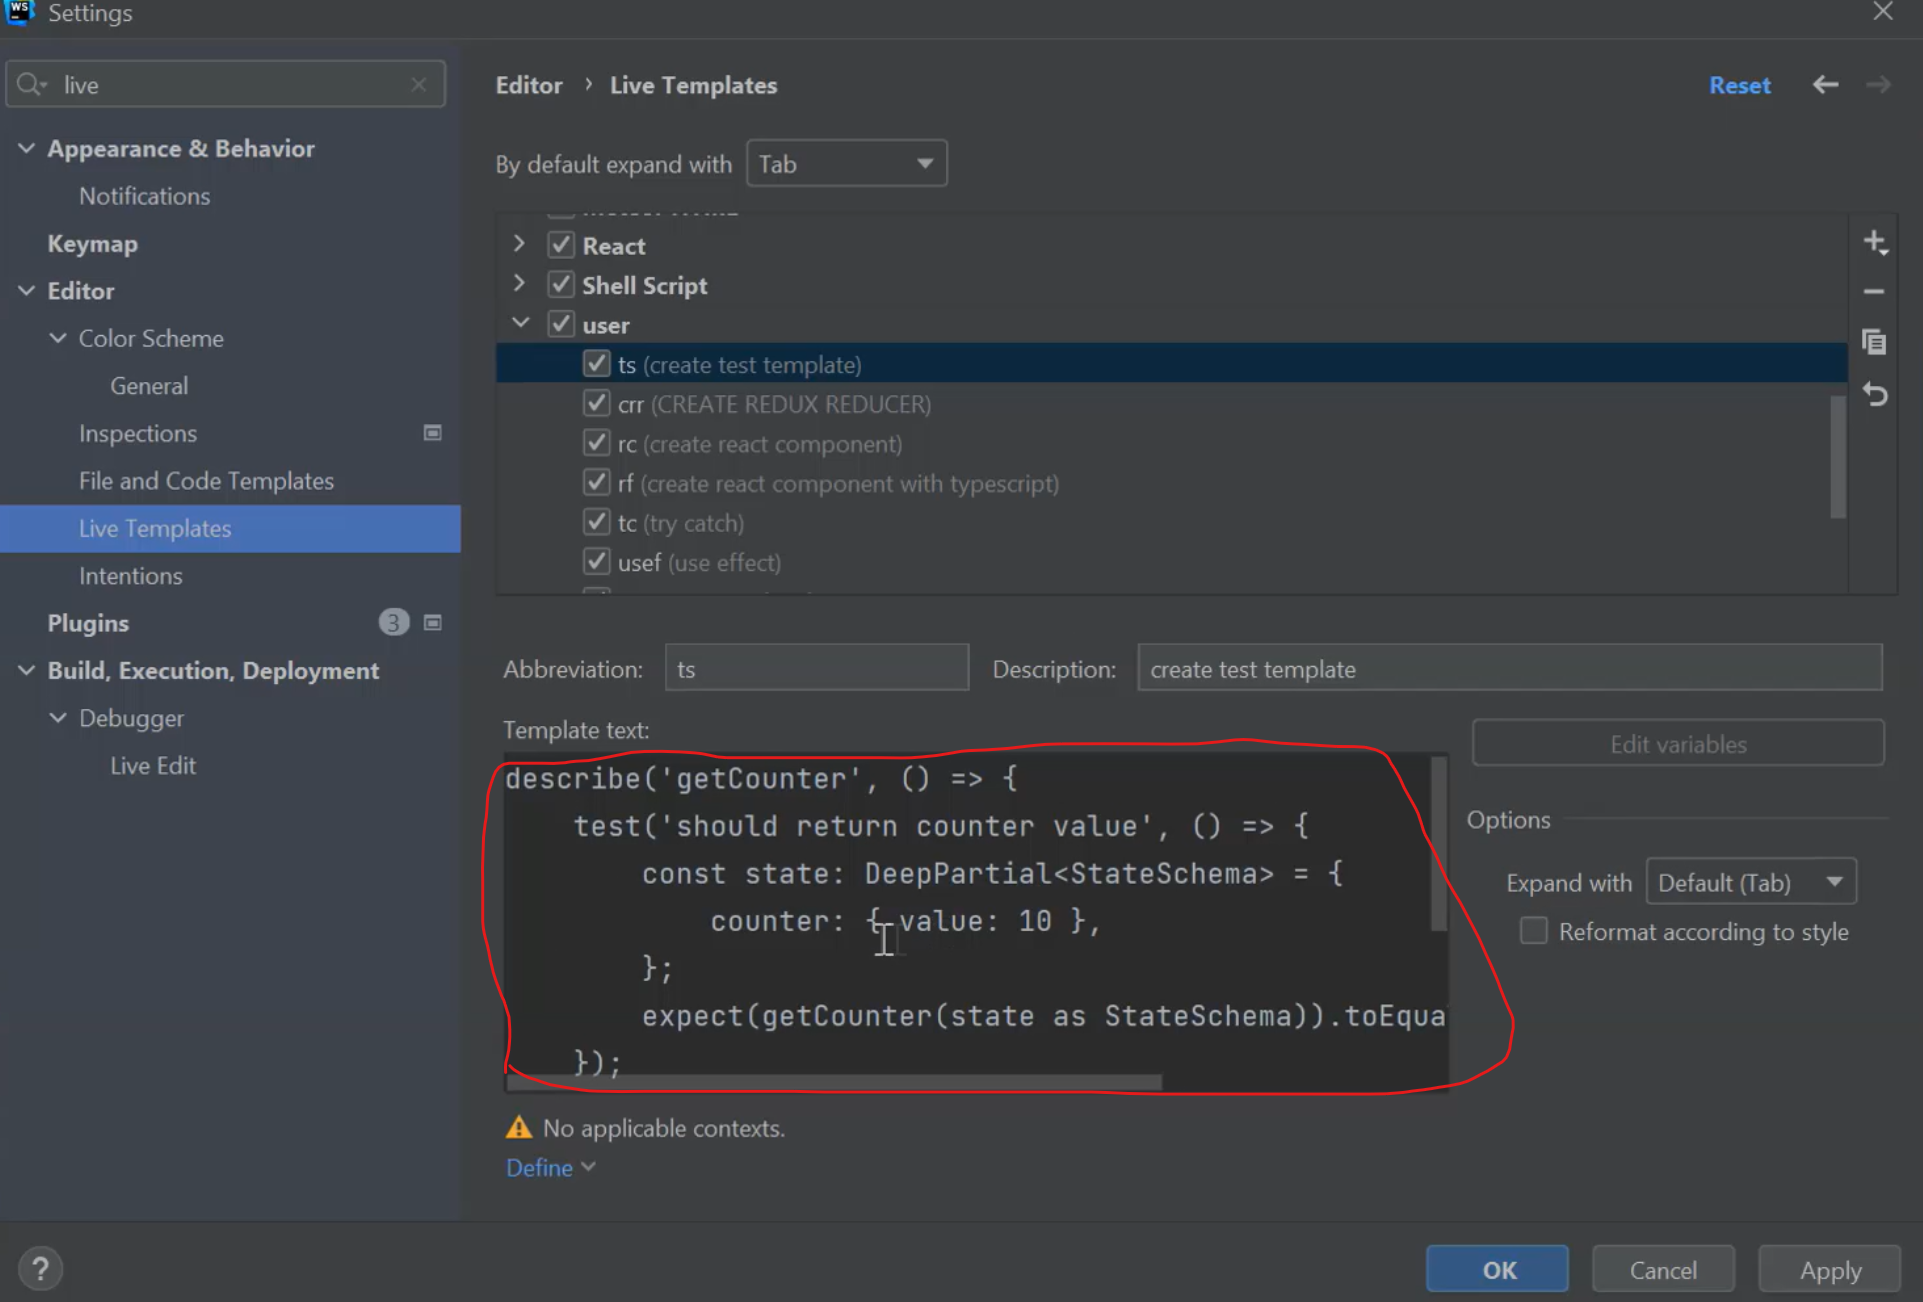 WS
Settings
live
Appearance & Behavior
Notifications
Keymap
Editor
Color Scheme
General
Inspections
File and Code Templates
Live Templates
Intentions
Plugins
3
Build, Execution, Deployment
Debugger
Live Edit
Editor › Live Templates
Reset
By default expand with Tab
React
Shell Script
user
ts (create test template)
crr (CREATE REDUX REDUCER)
rc (create react component)
rf (create react component with typescript)
tc (try catch)
usef (use effect)
Abbreviation: ts Description: create test template
Template text:
Edit variables
describe('getCounter', () => {
test('should return counter value', () => {
const state: DeepPartial<StateSchema> = {
counter: { value: 10 },
};
expect(getCounter(state as StateSchema)).toEqua
});
Options
Expand with Default (Tab)
Reformat according to style
No applicable contexts.
Define
?
OK Cancel Apply